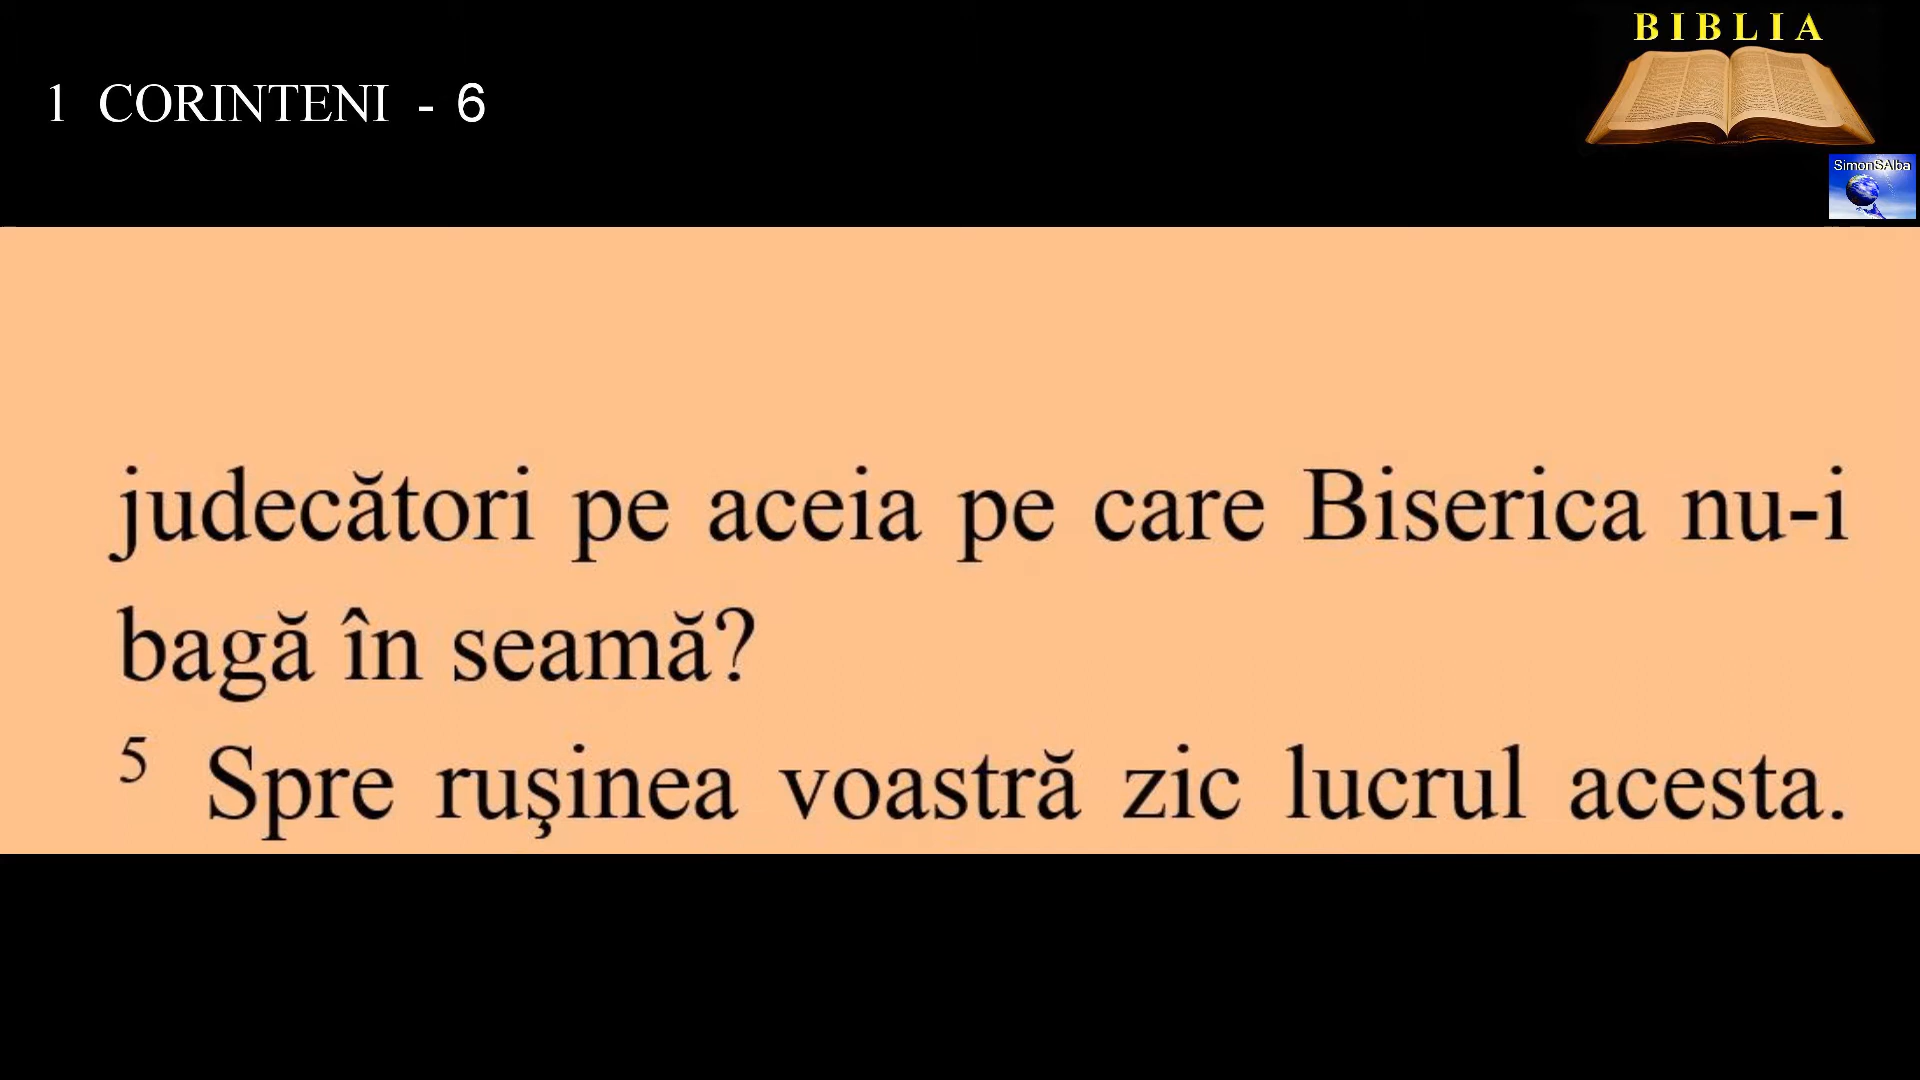 BIBLIA
1 CORINTENI - 6
SimonSAlba
judecători pe aceia pe care Biserica nu-i
bagă în seamă?
5 Spre ruşinea voastră zic lucrul acesta.